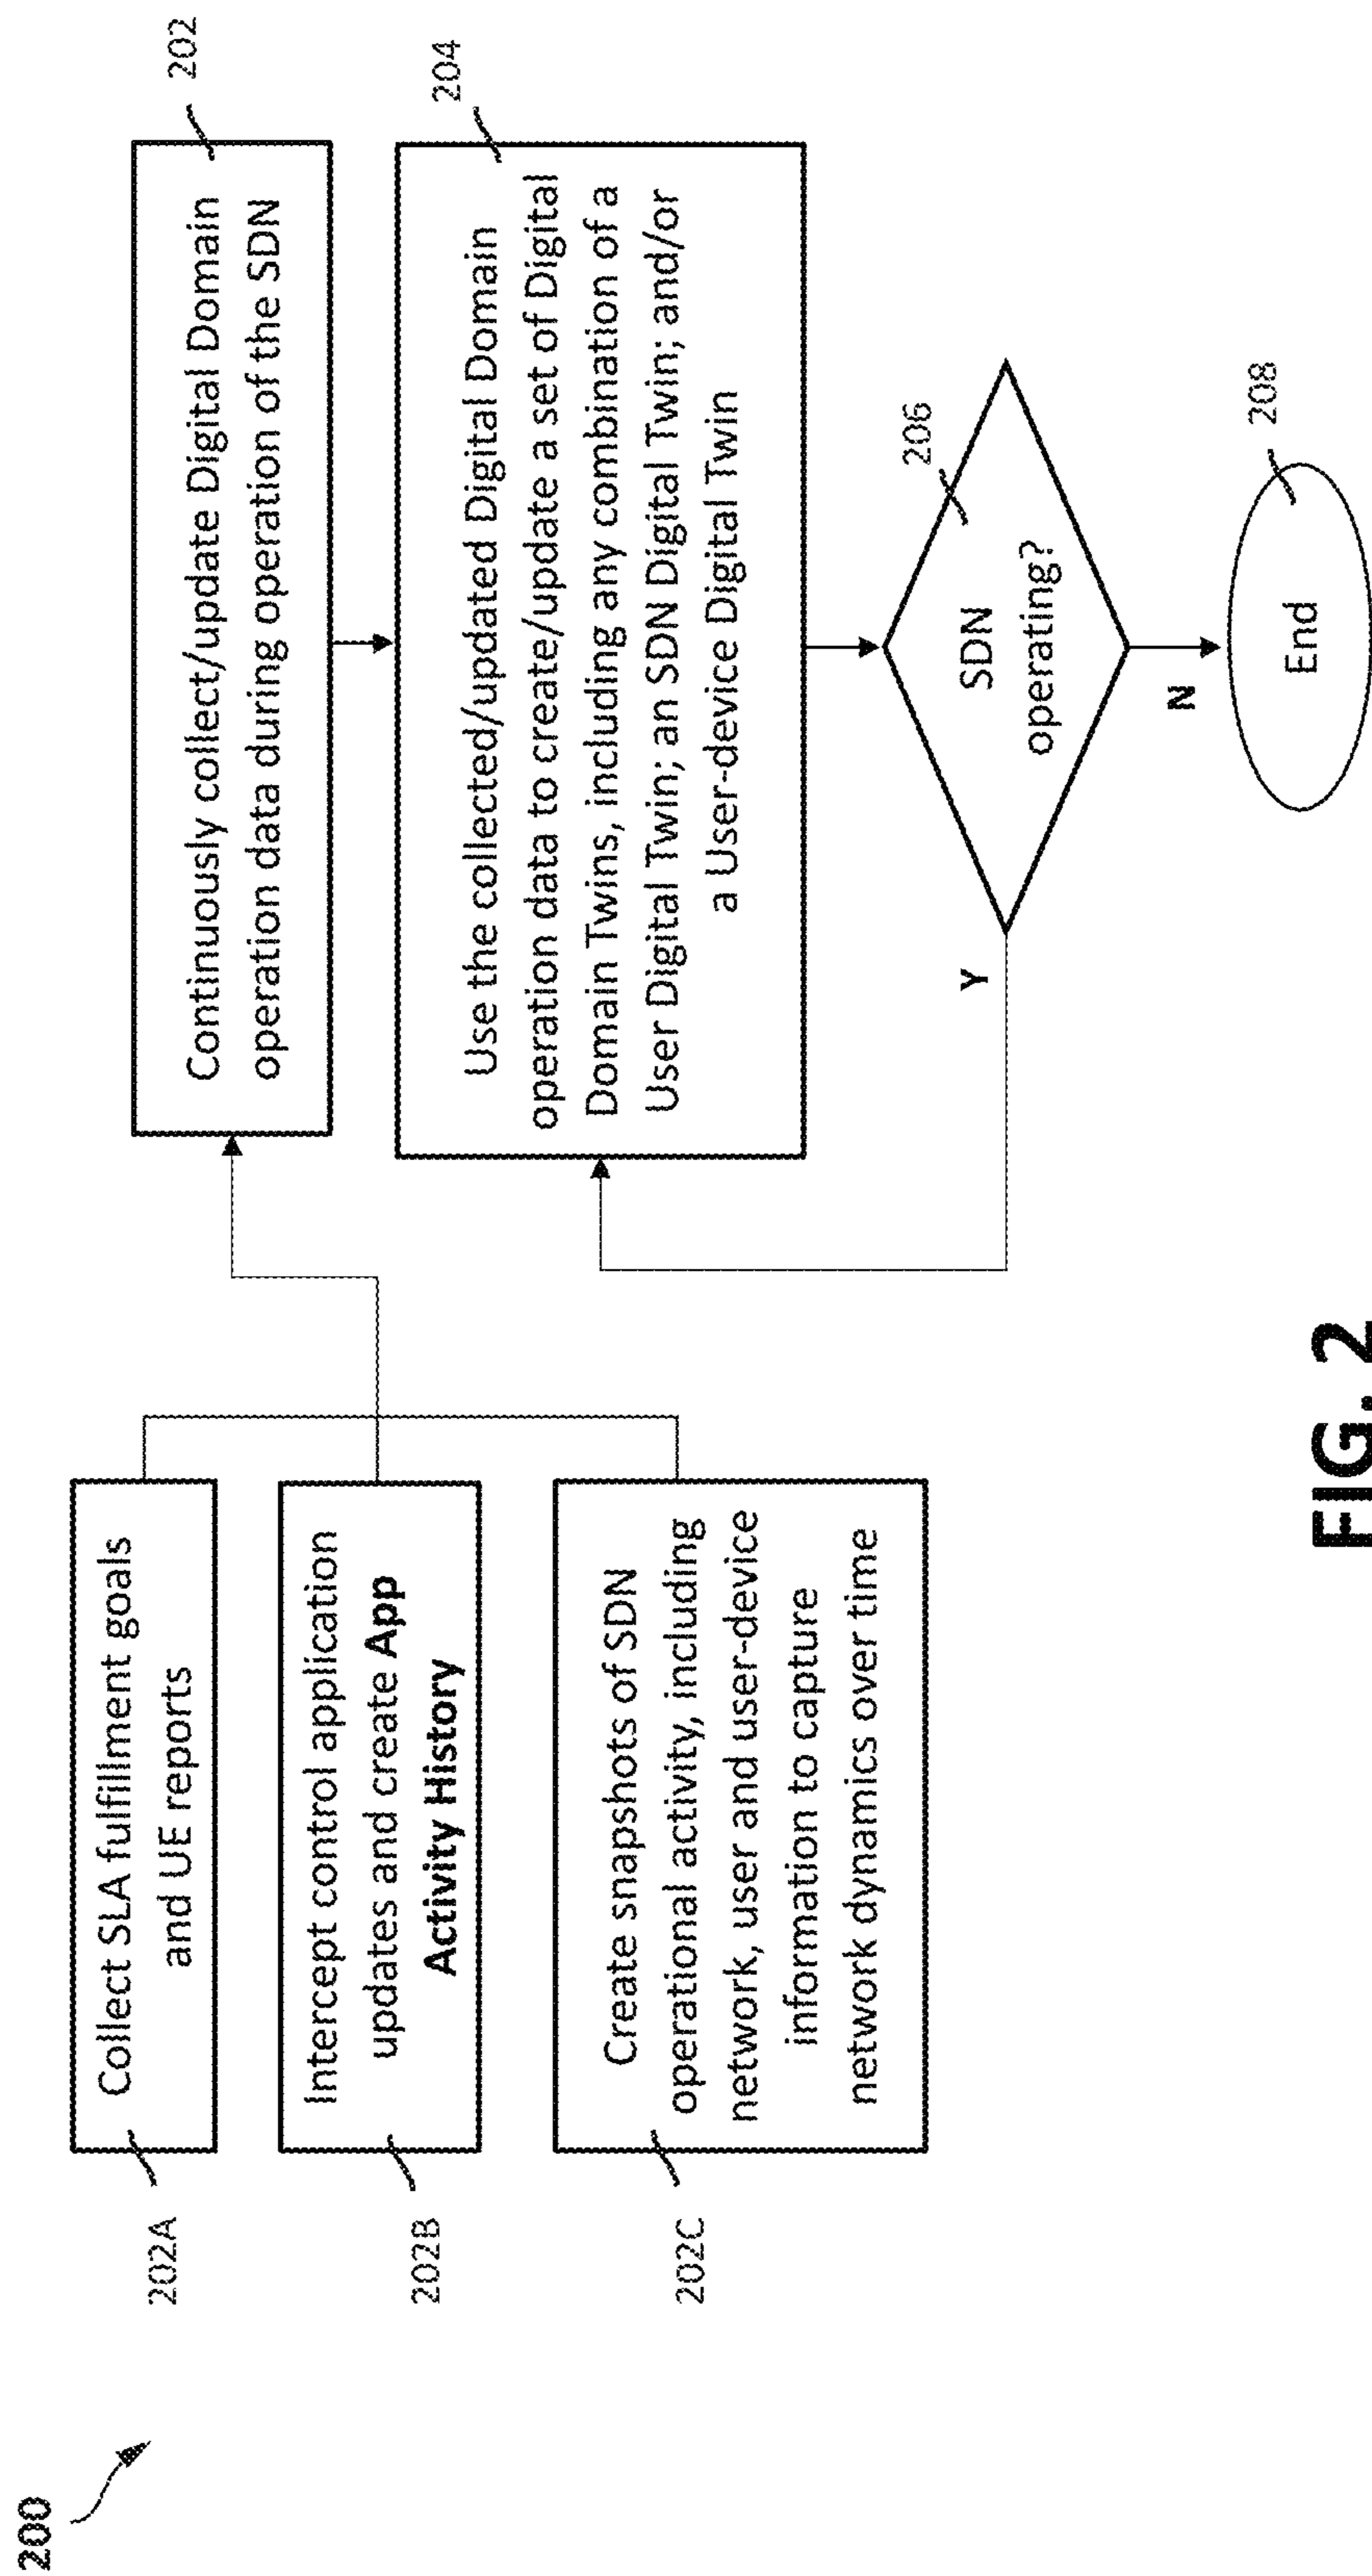 200
202A
Collect SLA fulfillment goals
and UE reports
202B
Intercept control application
updates and create App
Activity History
202C
Create snapshots of SDN
operational activity, including
network, user and user-device
information to capture
network dynamics over time
202
Continuously collect/update Digital Domain
operation data during operation of the SDN
204
Use the collected/updated Digital Domain
operation data to create/update a set of Digital
Domain Twins, including any combination of a
User Digital Twin; an SDN Digital Twin; and/or
a User-device Digital Twin
206
SDN
operating?
Y
N
208
End
FIG. 2